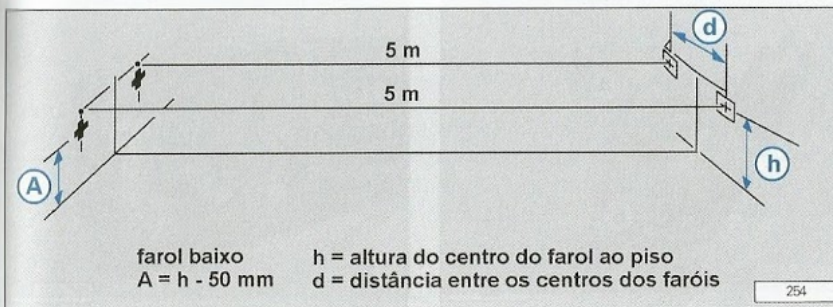 d
5 m
5 m
A
h
farol baixo
A = h - 50 mm
h = altura do centro do farol ao piso
d = distância entre os centros dos faróis
254